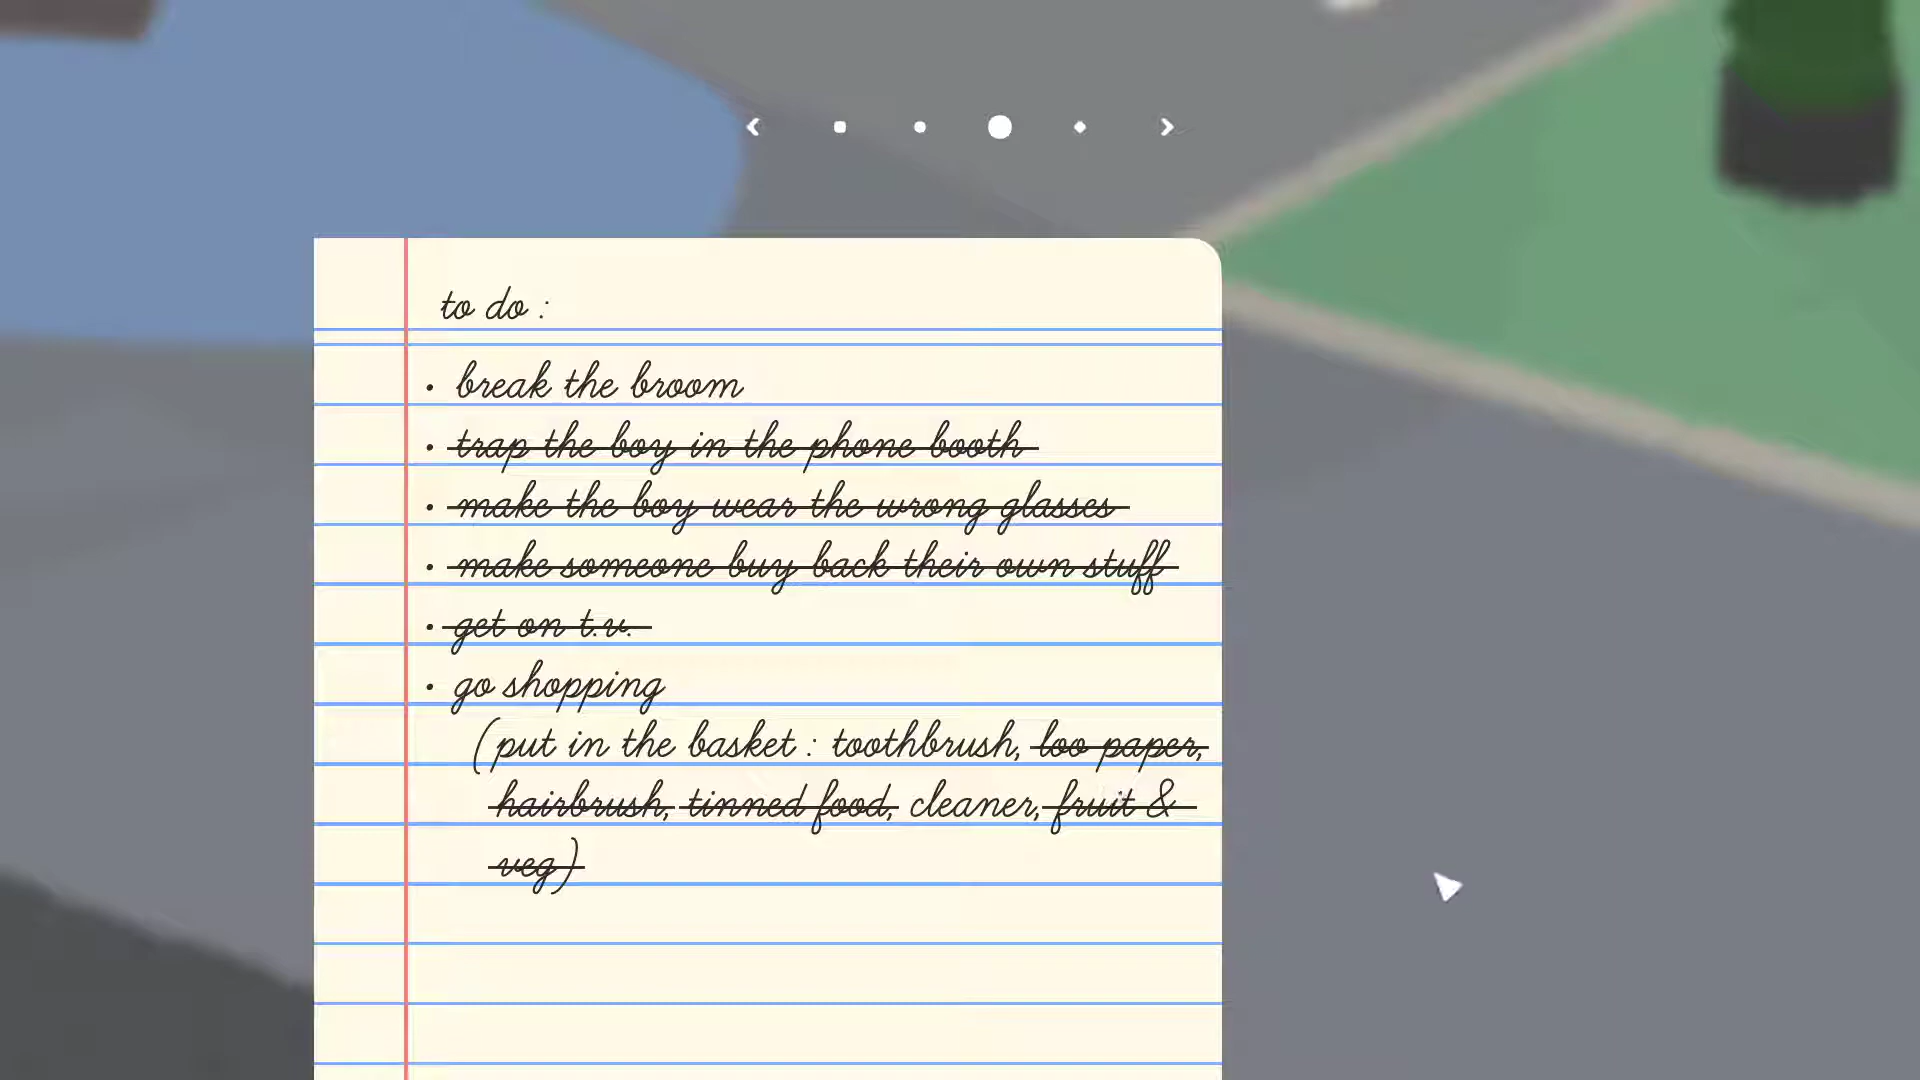 to do :
• break the broom
• trap the boy in the phone booth
• make the boy wear the wrong glasses
• make someone buy back their own stuff
• get on t.v.
• go shopping
(put in the basket : toothbrush, loo paper,
hairbrush, tinned food, cleaner, fruit &
veg)